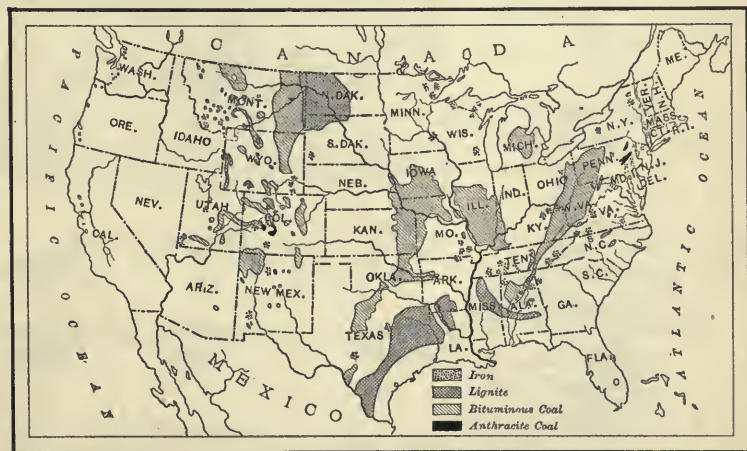 CANADA
WASH.
MONT.
N.DAK.
MINN.
ME.
VER.
N.H.
ORE.
IDAHO
S.DAK.
WIS.
MICH.
N.Y.
MASS.
CT.
R.I.
WYO.
NEB.
IOWA
PENN.
N.J.
NEV.
UTAH
COL.
ILL.
IND.
OHIO
MD.
DEL.
CAL.
KAN.
MO.
KY.
W.VA.
VA.
ARIZ.
NEW MEX.
OKLA.
ARK.
TEN.
N.C.
S.C.
TEXAS
LA.
MISS.
ALA.
GA.
FLA.
PACIFIC OCEAN
ATLANTIC OCEAN
MEXICO
Iron
Lignite
Bituminous Coal
Anthracite Coal